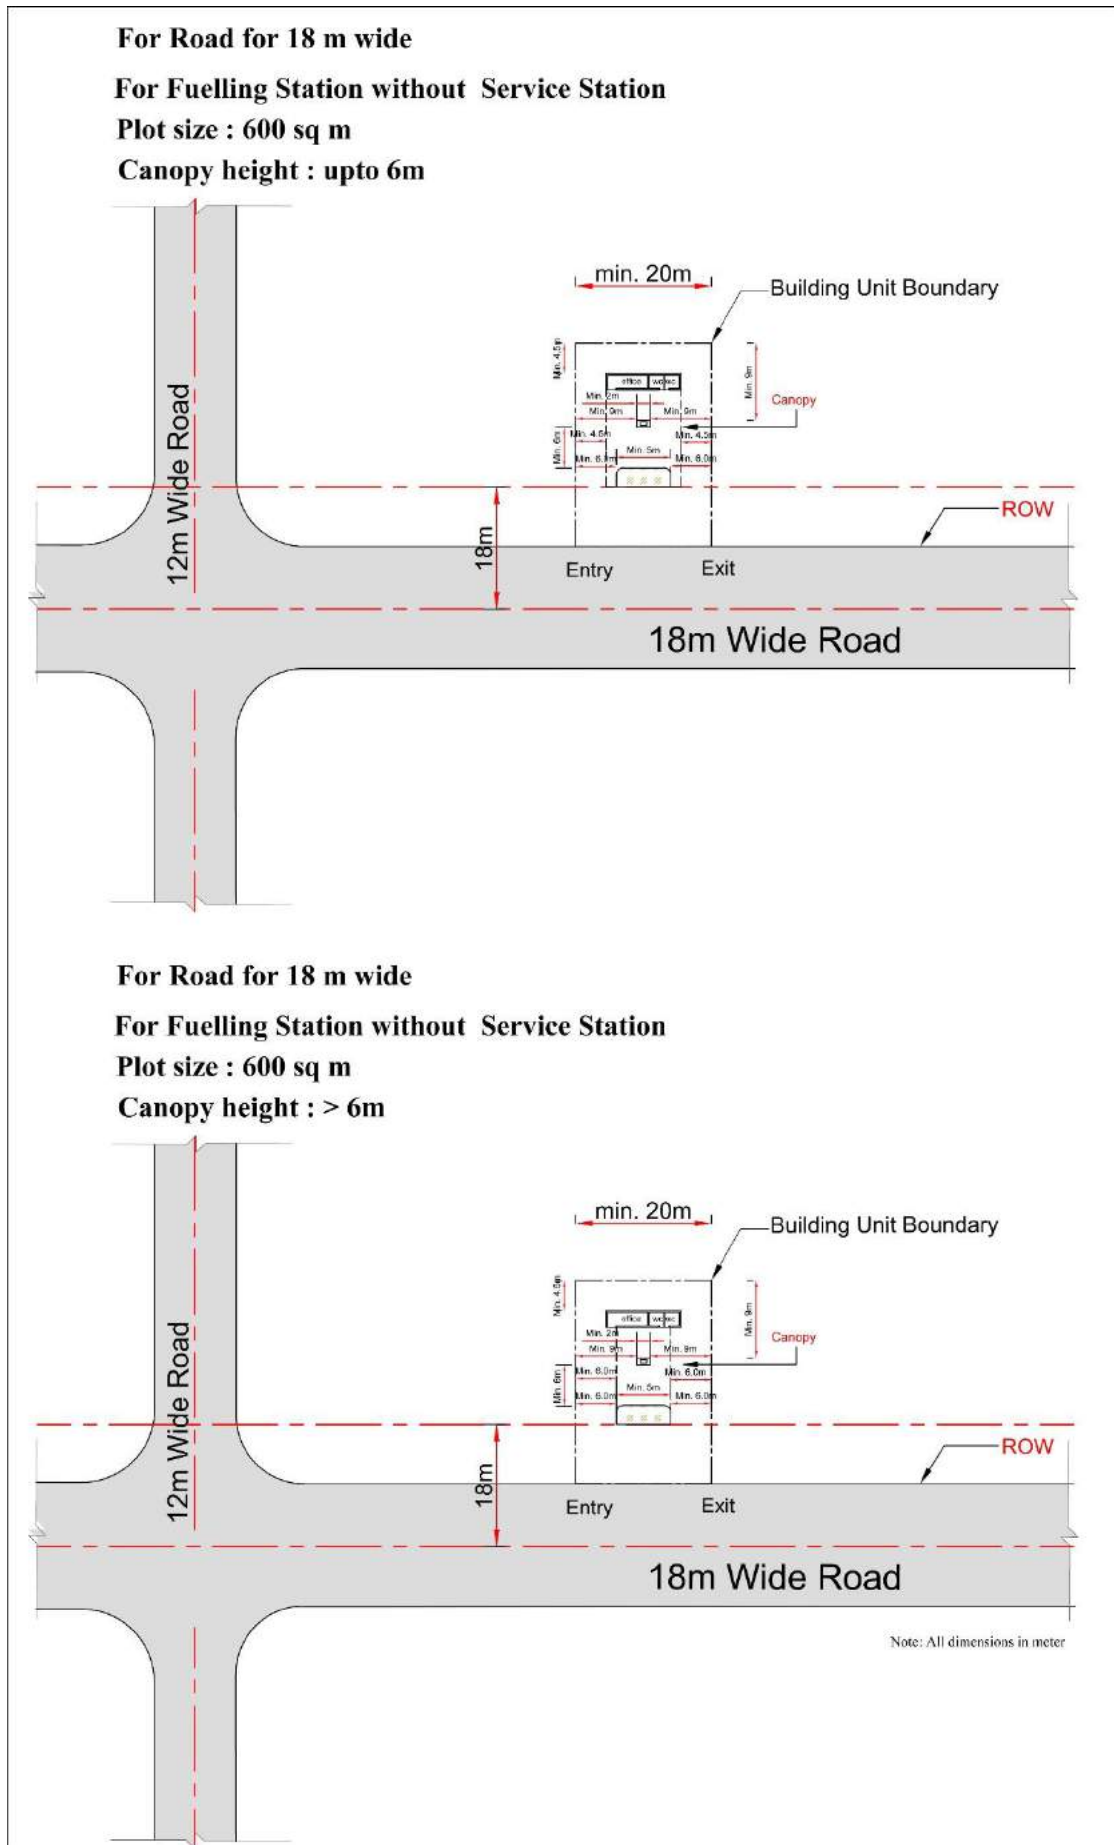 For Road for 18 m wide
For Fuelling Station without Service Station
Plot size : 600 sq m
Canopy height : upto 6m
min. 20m
Building Unit Boundary
Min. 4.5m
Min. 9m
office
wc
wc
Min. 2m
Min. 9m
Min. 9m
Canopy
Min. 6m
Min. 4.5m
Min. 5m
Min. 4.5m
Min. 6.0m
12m Wide Road
18m
ROW
Entry
Exit
18m Wide Road
For Road for 18 m wide
For Fuelling Station without Service Station
Plot size : 600 sq m
Canopy height : > 6m
min. 20m
Building Unit Boundary
Min. 4.5m
Min. 9m
office
wc
wc
Min. 2m
Min. 9m
Min. 9m
Canopy
Min. 6m
Min. 6.0m
Min. 6.0m
Min. 5m
Min. 6.0m
Min. 6.0m
12m Wide Road
18m
ROW
Entry
Exit
18m Wide Road
Note: All dimensions in meter